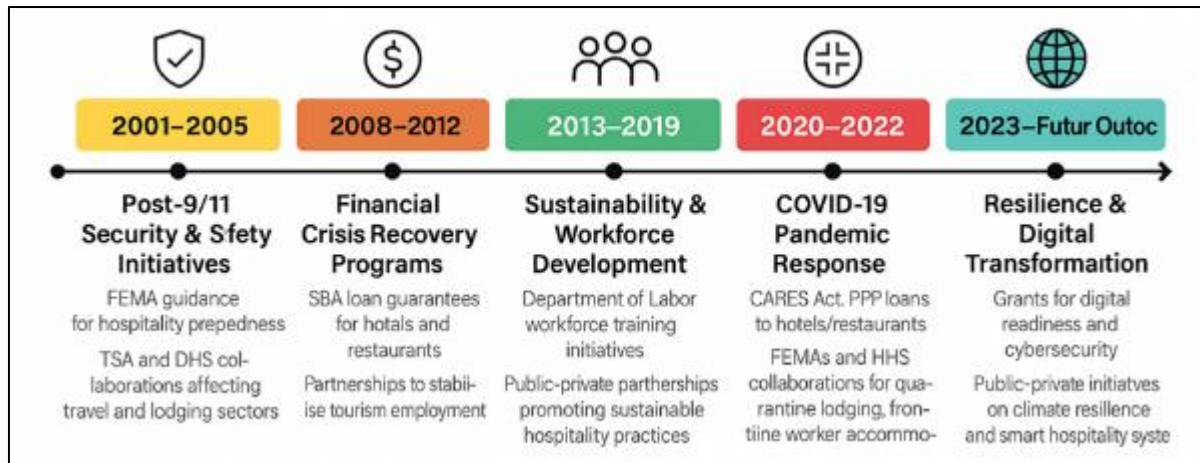 2001–2005
Post-9/11
Security & Sfety
Initiatives
FEMA guidance
for hospitality prepedness
TSA and DHS col-
laborations affecting
travel and lodging sectors
2008–2012
Financial
Crisis Recovery
Programs
SBA loan guarantees
for hotals and
restaurants
Partnerships to stabii-
ise tourism employment
2013–2019
Sustainability &
Workforce
Development
Department of Labor
workforce training
initiatives
Public-private partherships
promoting sustainable
hospitality practices
2020–2022
COVID-19
Pandemic
Response
CARES Act. PPP loans
to hotels/restaurants
FEMAs and HHS
collaborations for qua-
rantine lodging, fron-
tiine worker accommo-
2023–Futur Outoc
Resilience &
Digital
Transformaıtion
Grants for digital
readiness and
cybersecurity
Public-private initiatves
on climate resillence
and smart hospitality syste